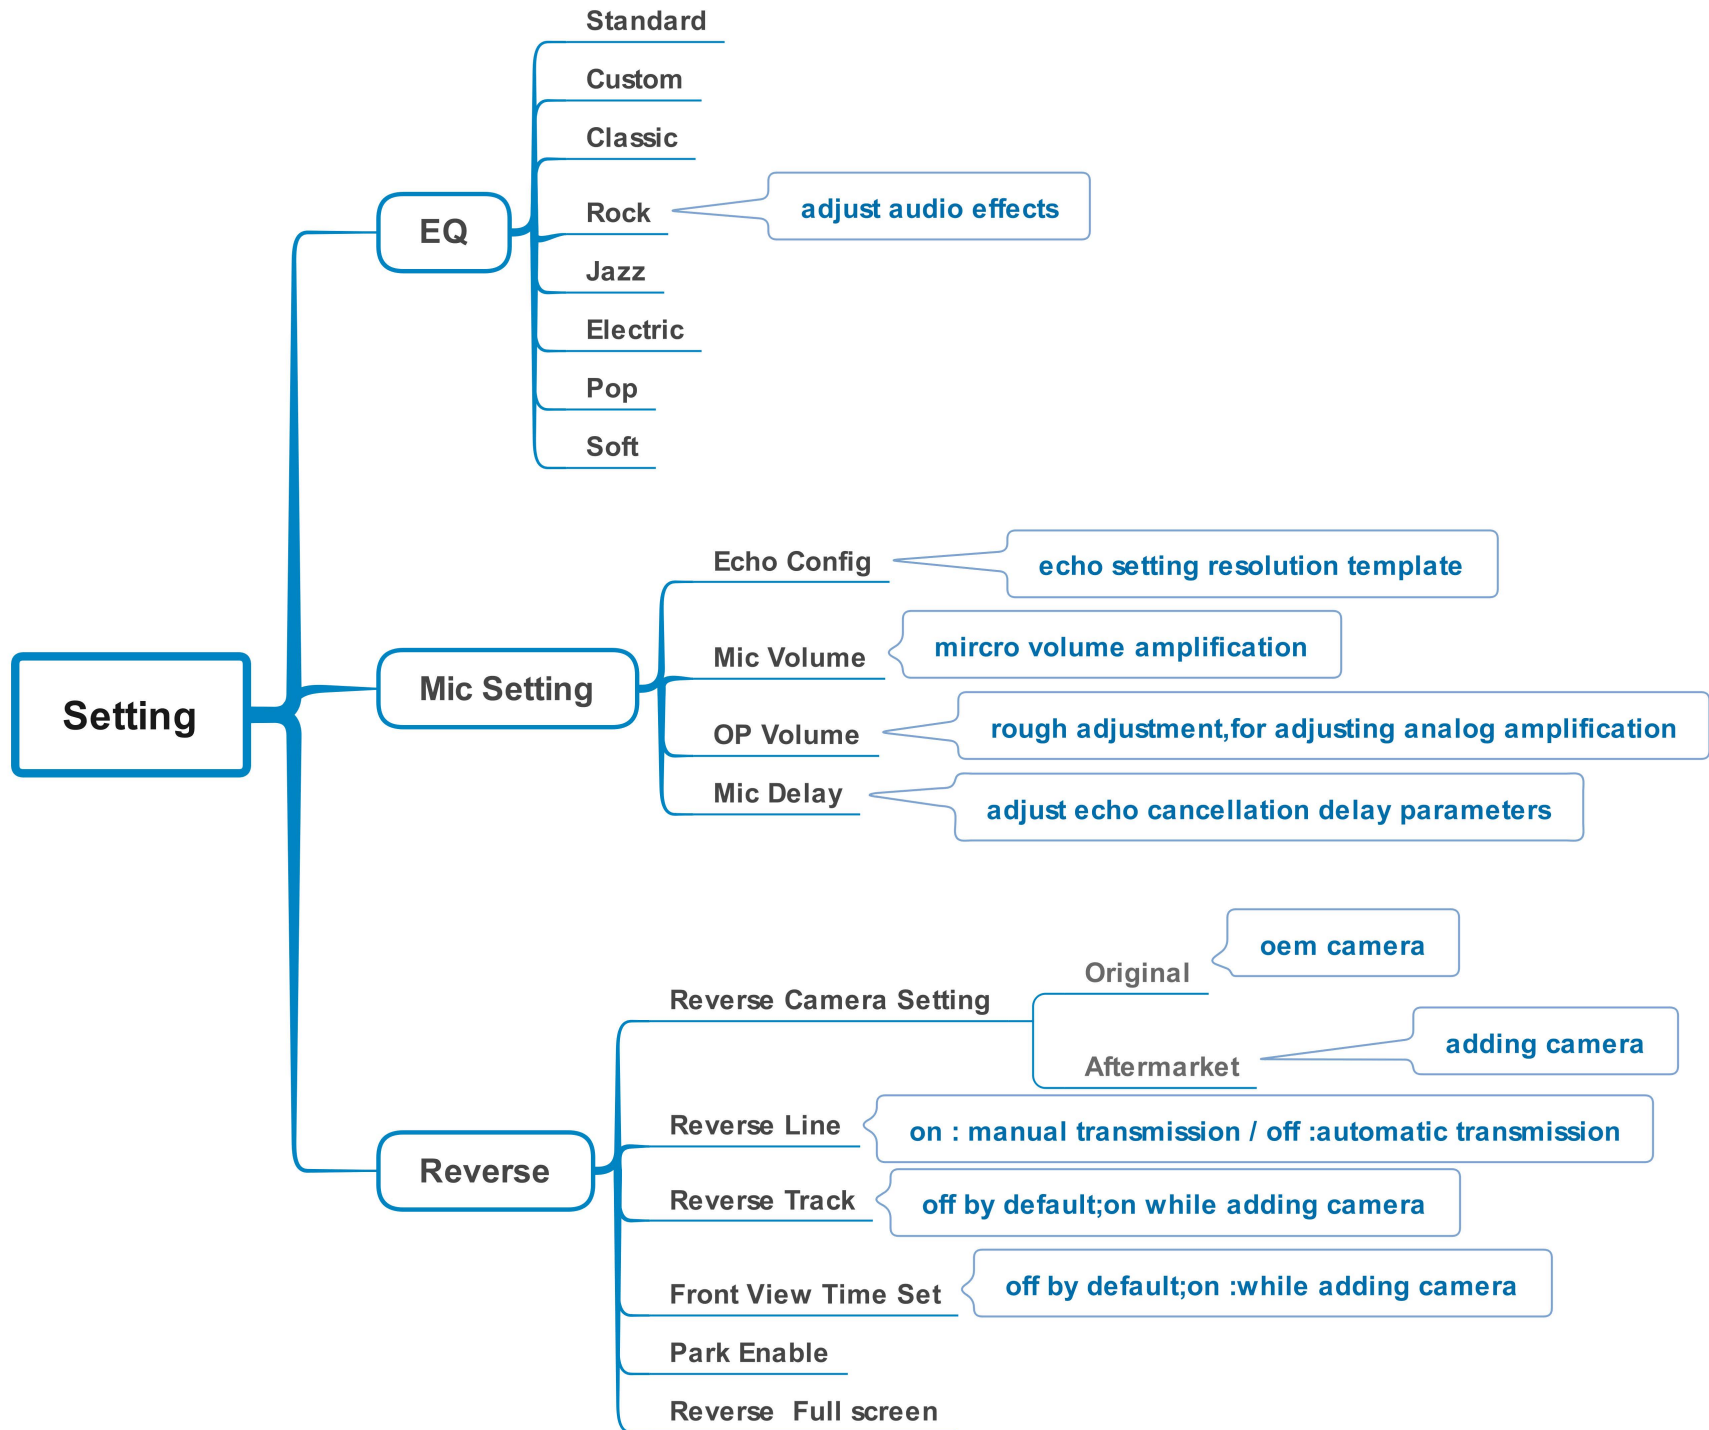 Setting
EQ
Standard
Custom
Classic
Rock
adjust audio effects
Jazz
Electric
Pop
Soft
Mic Setting
Echo Config
echo setting resolution template
Mic Volume
mircro volume amplification
OP Volume
rough adjustment,for adjusting analog amplification
Mic Delay
adjust echo cancellation delay parameters
Reverse
Reverse Camera Setting
Original
oem camera
Aftermarket
adding camera
Reverse Line
on : manual transmission / off :automatic transmission
Reverse Track
off by default;on while adding camera
Front View Time Set
off by default;on :while adding camera
Park Enable
Reverse  Full screen